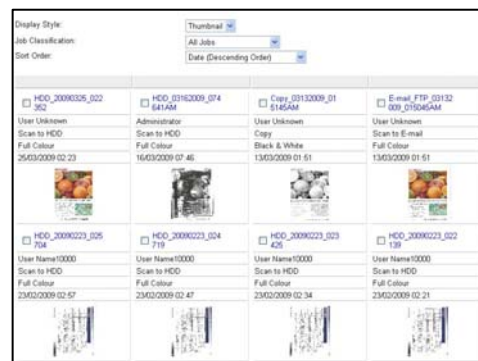 Display Style:
Thumbnail
Job Classification:
All Jobs
Sort Order:
Date (Descending Order)
HDD_20090325_022
352
HDD_03162009_074
641AM
Copy_03132009_01
5145AM
E-mail_FTP_03132
009_015045AM
User Unknown
Administrator
User Unknown
User Unknown
Scan to HDD
Scan to HDD
Copy
Scan to E-mail
Full Colour
Full Colour
Black & White
Full Colour
25/03/2009 02:23
16/03/2009 07:46
13/03/2009 01:51
13/03/2009 01:51
HDD_20090223_025
704
HDD_20090223_024
719
HDD_20090223_023
425
HDD_20090223_022
139
User Name10000
User Name10000
User Name10000
User Name10000
Scan to HDD
Scan to HDD
Scan to HDD
Scan to HDD
Full Colour
Full Colour
Full Colour
Full Colour
23/02/2009 02:57
23/02/2009 02:47
23/02/2009 02:34
23/02/2009 02:21